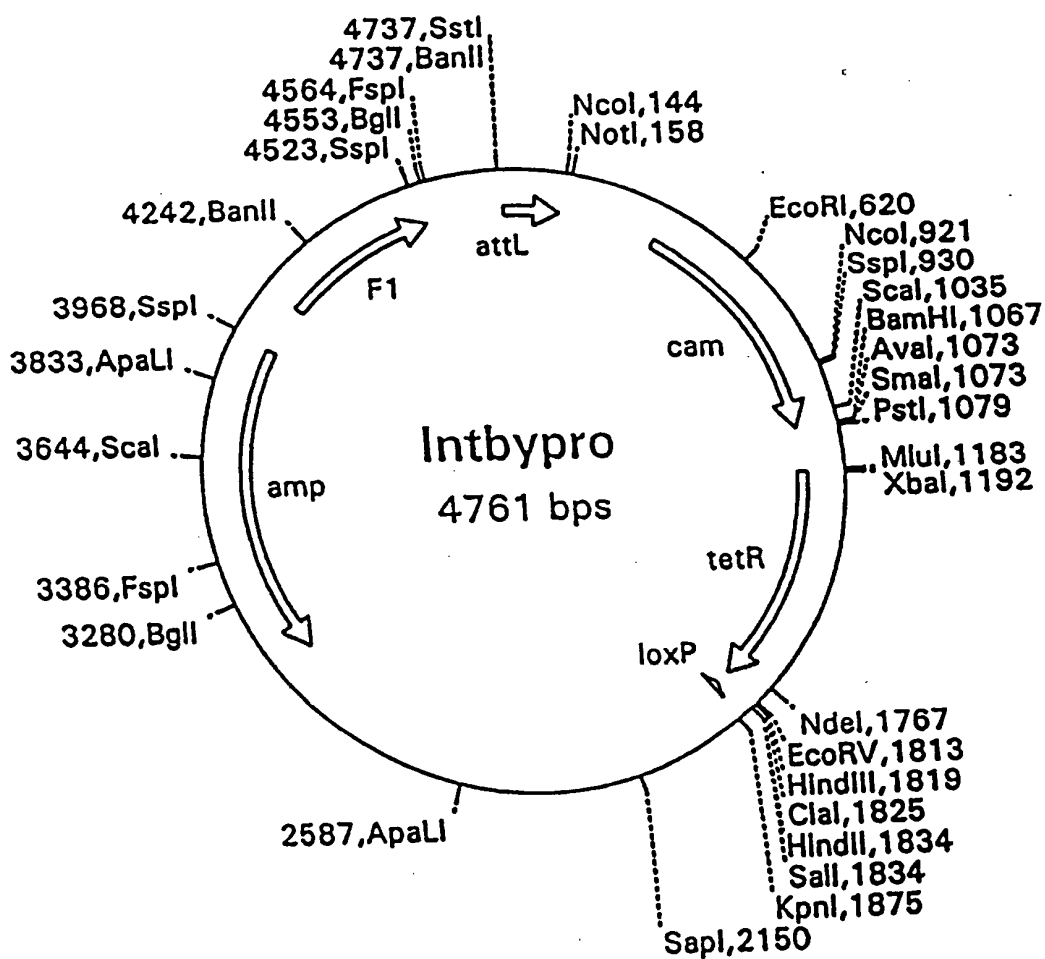 4737,SstI
4737,BanII
4564,FspI
4553,BglI
4523,SspI
4242,BanII
3968,SspI
3833,ApaLI
3644,ScaI
3386,FspI
3280,BglI
2587,ApaLI
NcoI,144
NotI,158
EcoRI,620
NcoI,921
SspI,930
ScaI,1035
BamHI,1067
AvaI,1073
SmaI,1073
PstI,1079
MluI,1183
XbaI,1192
NdeI,1767
EcoRV,1813
HindIII,1819
ClaI,1825
HindII,1834
SalI,1834
KpnI,1875
SapI,2150
attL
F1
cam
amp
tetR
loxP
Intbypro
4761 bps